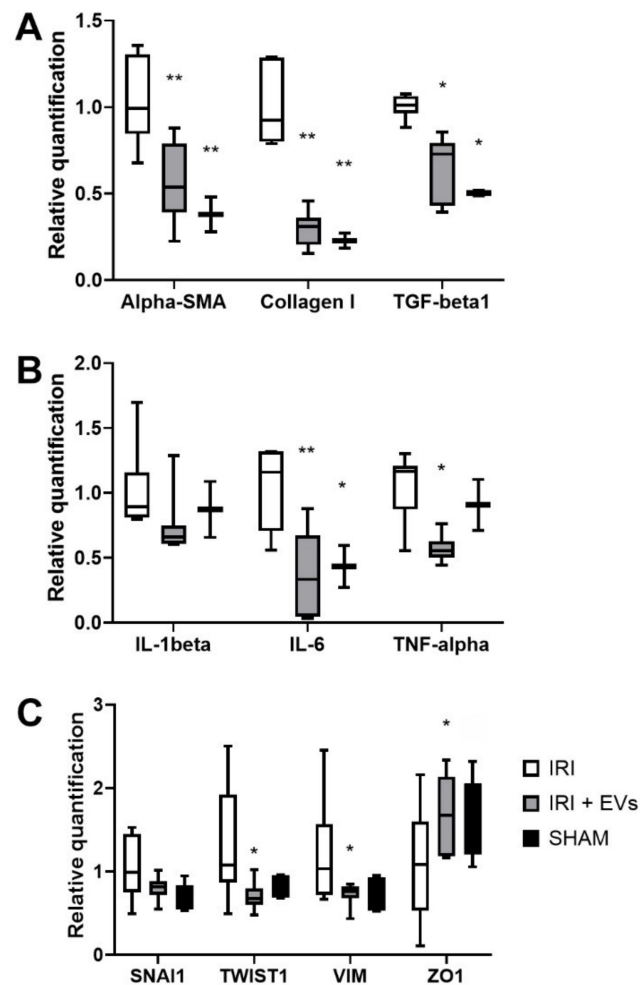 A
Relative quantification
1.5
1.0
0.5
0.0
** ** ** ** * *
Alpha-SMA Collagen I TGF-beta1
B
Relative quantification
2.0
1.5
1.0
0.5
0.0
** * *
IL-1beta IL-6 TNF-alpha
C
Relative quantification
3
2
1
0
* * *
SNAI1 TWIST1 VIM ZO1
IRI
IRI + EVs
SHAM